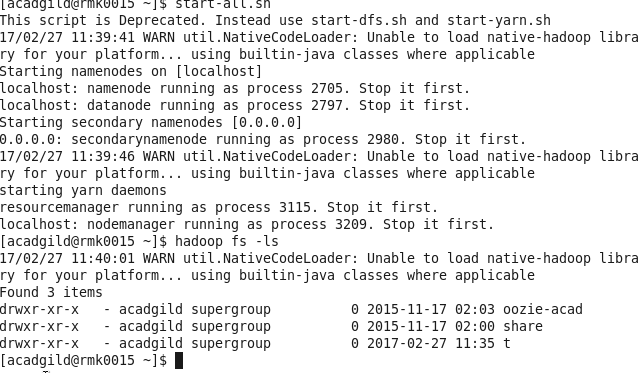 [acadgild@rmk0015 ~]$ start-all.sh
This script is Deprecated. Instead use start-dfs.sh and start-yarn.sh
17/02/27 11:39:41 WARN util.NativeCodeLoader: Unable to load native-hadoop libra
ry for your platform... using builtin-java classes where applicable
Starting namenodes on [localhost]
localhost: namenode running as process 2705. Stop it first.
localhost: datanode running as process 2797. Stop it first.
Starting secondary namenodes [0.0.0.0]
0.0.0.0: secondarynamenode running as process 2980. Stop it first.
17/02/27 11:39:46 WARN util.NativeCodeLoader: Unable to load native-hadoop libra
ry for your platform... using builtin-java classes where applicable
starting yarn daemons
resourcemanager running as process 3115. Stop it first.
localhost: nodemanager running as process 3209. Stop it first.
[acadgild@rmk0015 ~]$ hadoop fs -ls
17/02/27 11:40:01 WARN util.NativeCodeLoader: Unable to load native-hadoop libra
ry for your platform... using builtin-java classes where applicable
Found 3 items
drwxr-xr-x   - acadgild supergroup          0 2015-11-17 02:03 oozie-acad
drwxr-xr-x   - acadgild supergroup          0 2015-11-17 02:00 share
drwxr-xr-x   - acadgild supergroup          0 2017-02-27 11:35 t
[acadgild@rmk0015 ~]$